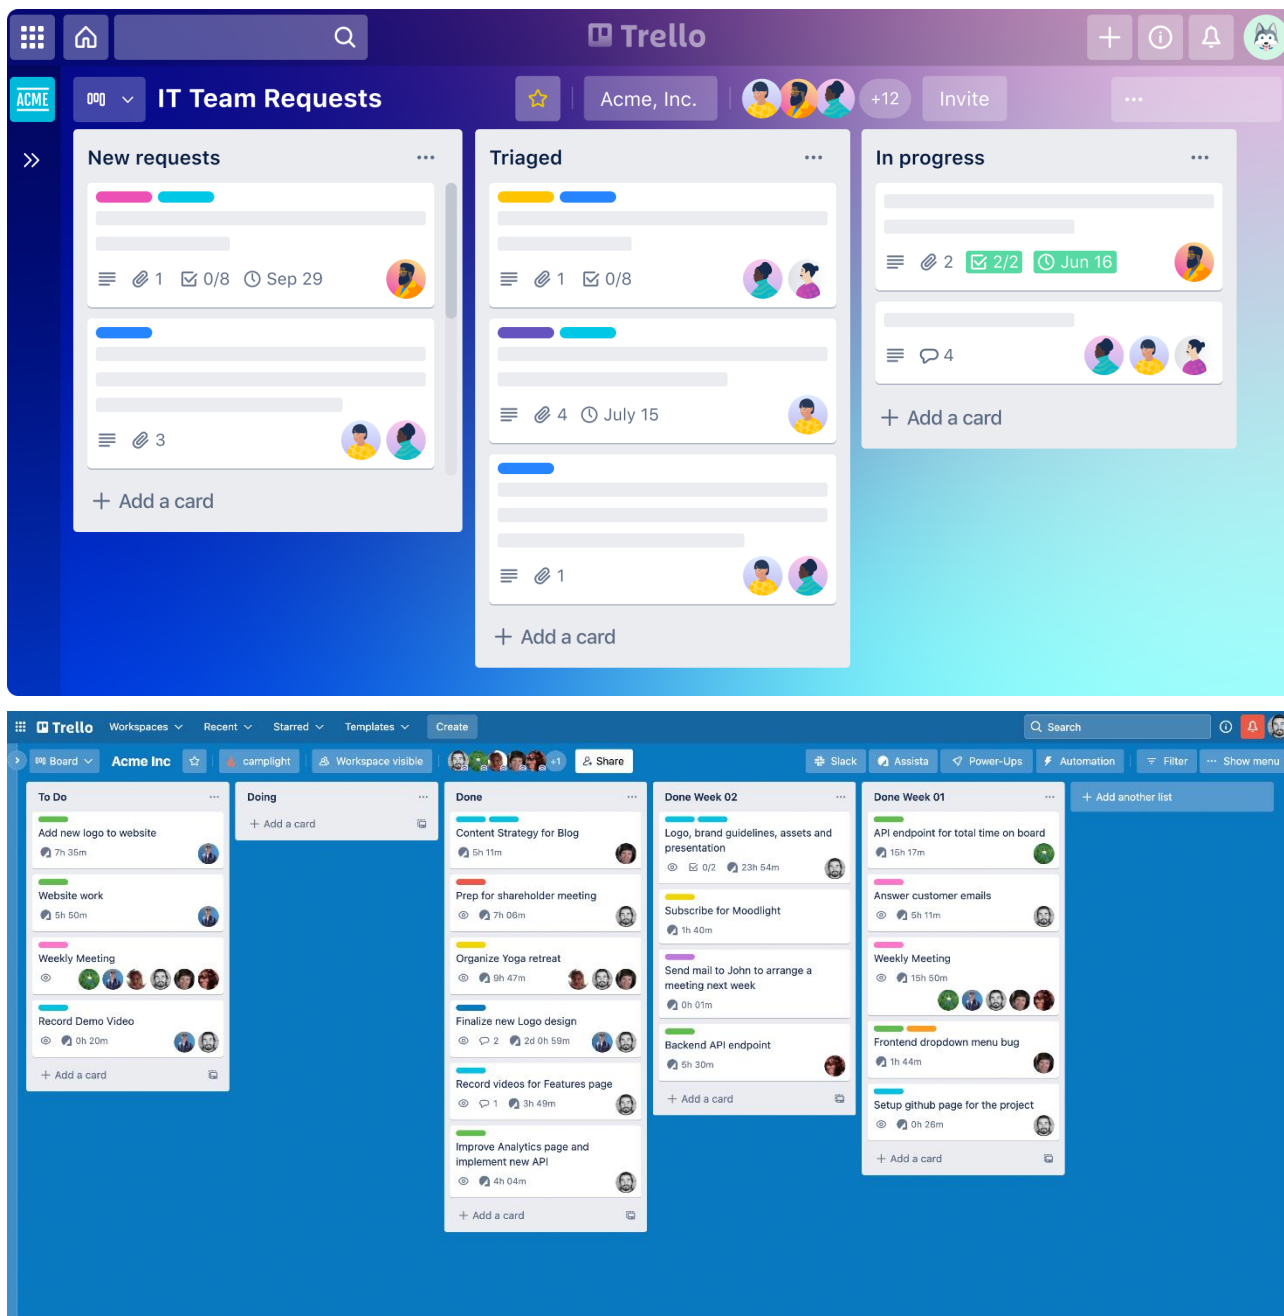 Trello
ACME
IT Team Requests
Acme, Inc.
+12
Invite
New requests
1
0/8
Sep 29
3
Add a card
Triaged
1
0/8
4
July 15
1
Add a card
In progress
2
2/2
Jun 16
4
Add a card
Trello
Workspaces
Recent
Starred
Templates
Create
Search
Board
Acme Inc
camplight
Workspace visible
+1
Share
Slack
Assista
Power-Ups
Automation
Filter
Show menu
To Do
Add new logo to website
7h 35m
Website work
5h 50m
Weekly Meeting
Record Demo Video
0h 20m
Add a card
Doing
Add a card
Done
Content Strategy for Blog
5h 11m
Prep for shareholder meeting
7h 06m
Organize Yoga retreat
9h 47m
Finalize new Logo design
2
2d 0h 59m
Record videos for Features page
1
3h 49m
Improve Analytics page and
implement new API
4h 04m
Add a card
Done Week 02
Logo, brand guidelines, assets and
presentation
0/2
23h 54m
Subscribe for Moodlight
1h 40m
Send mail to John to arrange a
meeting next week
0h 01m
Backend API endpoint
5h 30m
Add a card
Done Week 01
API endpoint for total time on board
15h 17m
Answer customer emails
5h 11m
Weekly Meeting
15h 50m
Frontend dropdown menu bug
1h 44m
Setup github page for the project
0h 26m
Add a card
Add another list